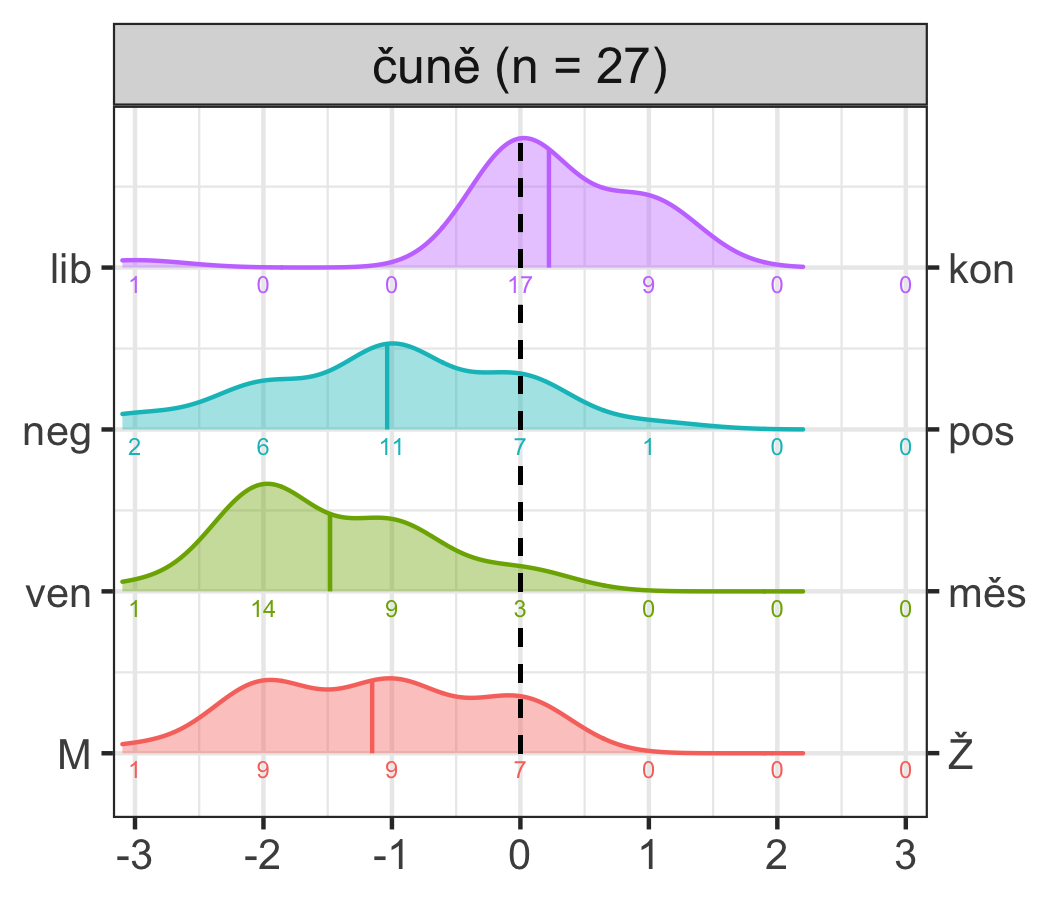 čuně (n = 27)
lib kon
1 0 0 17 9 0 0
neg pos
2 6 11 7 1 0 0
ven měs
1 14 9 3 0 0 0
M Ž
1 9 9 7 0 0 0
-3 -2 -1 0 1 2 3